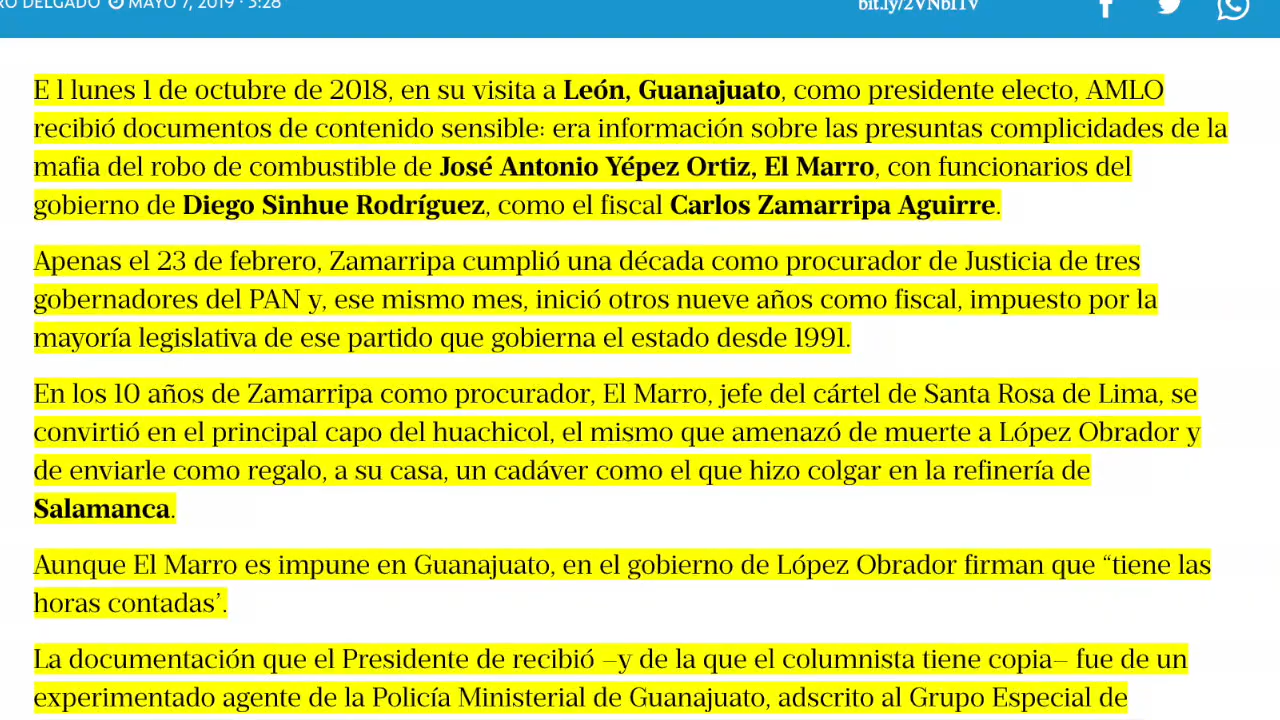 RO DELGADO MAYO 7, 2019 · 3:28
bit.ly/2VNbI1V
E l lunes 1 de octubre de 2018, en su visita a León, Guanajuato, como presidente electo, AMLO
recibió documentos de contenido sensible: era información sobre las presuntas complicidades de la
mafia del robo de combustible de José Antonio Yépez Ortiz, El Marro, con funcionarios del
gobierno de Diego Sinhue Rodríguez, como el fiscal Carlos Zamarripa Aguirre.
Apenas el 23 de febrero, Zamarripa cumplió una década como procurador de Justicia de tres
gobernadores del PAN y, ese mismo mes, inició otros nueve años como fiscal, impuesto por la
mayoría legislativa de ese partido que gobierna el estado desde 1991.
En los 10 años de Zamarripa como procurador, El Marro, jefe del cártel de Santa Rosa de Lima, se
convirtió en el principal capo del huachicol, el mismo que amenazó de muerte a López Obrador y
de enviarle como regalo, a su casa, un cadáver como el que hizo colgar en la refinería de
Salamanca.
Aunque El Marro es impune en Guanajuato, en el gobierno de López Obrador firman que “tiene las
horas contadas’.
La documentación que el Presidente de recibió –y de la que el columnista tiene copia– fue de un
experimentado agente de la Policía Ministerial de Guanajuato, adscrito al Grupo Especial de